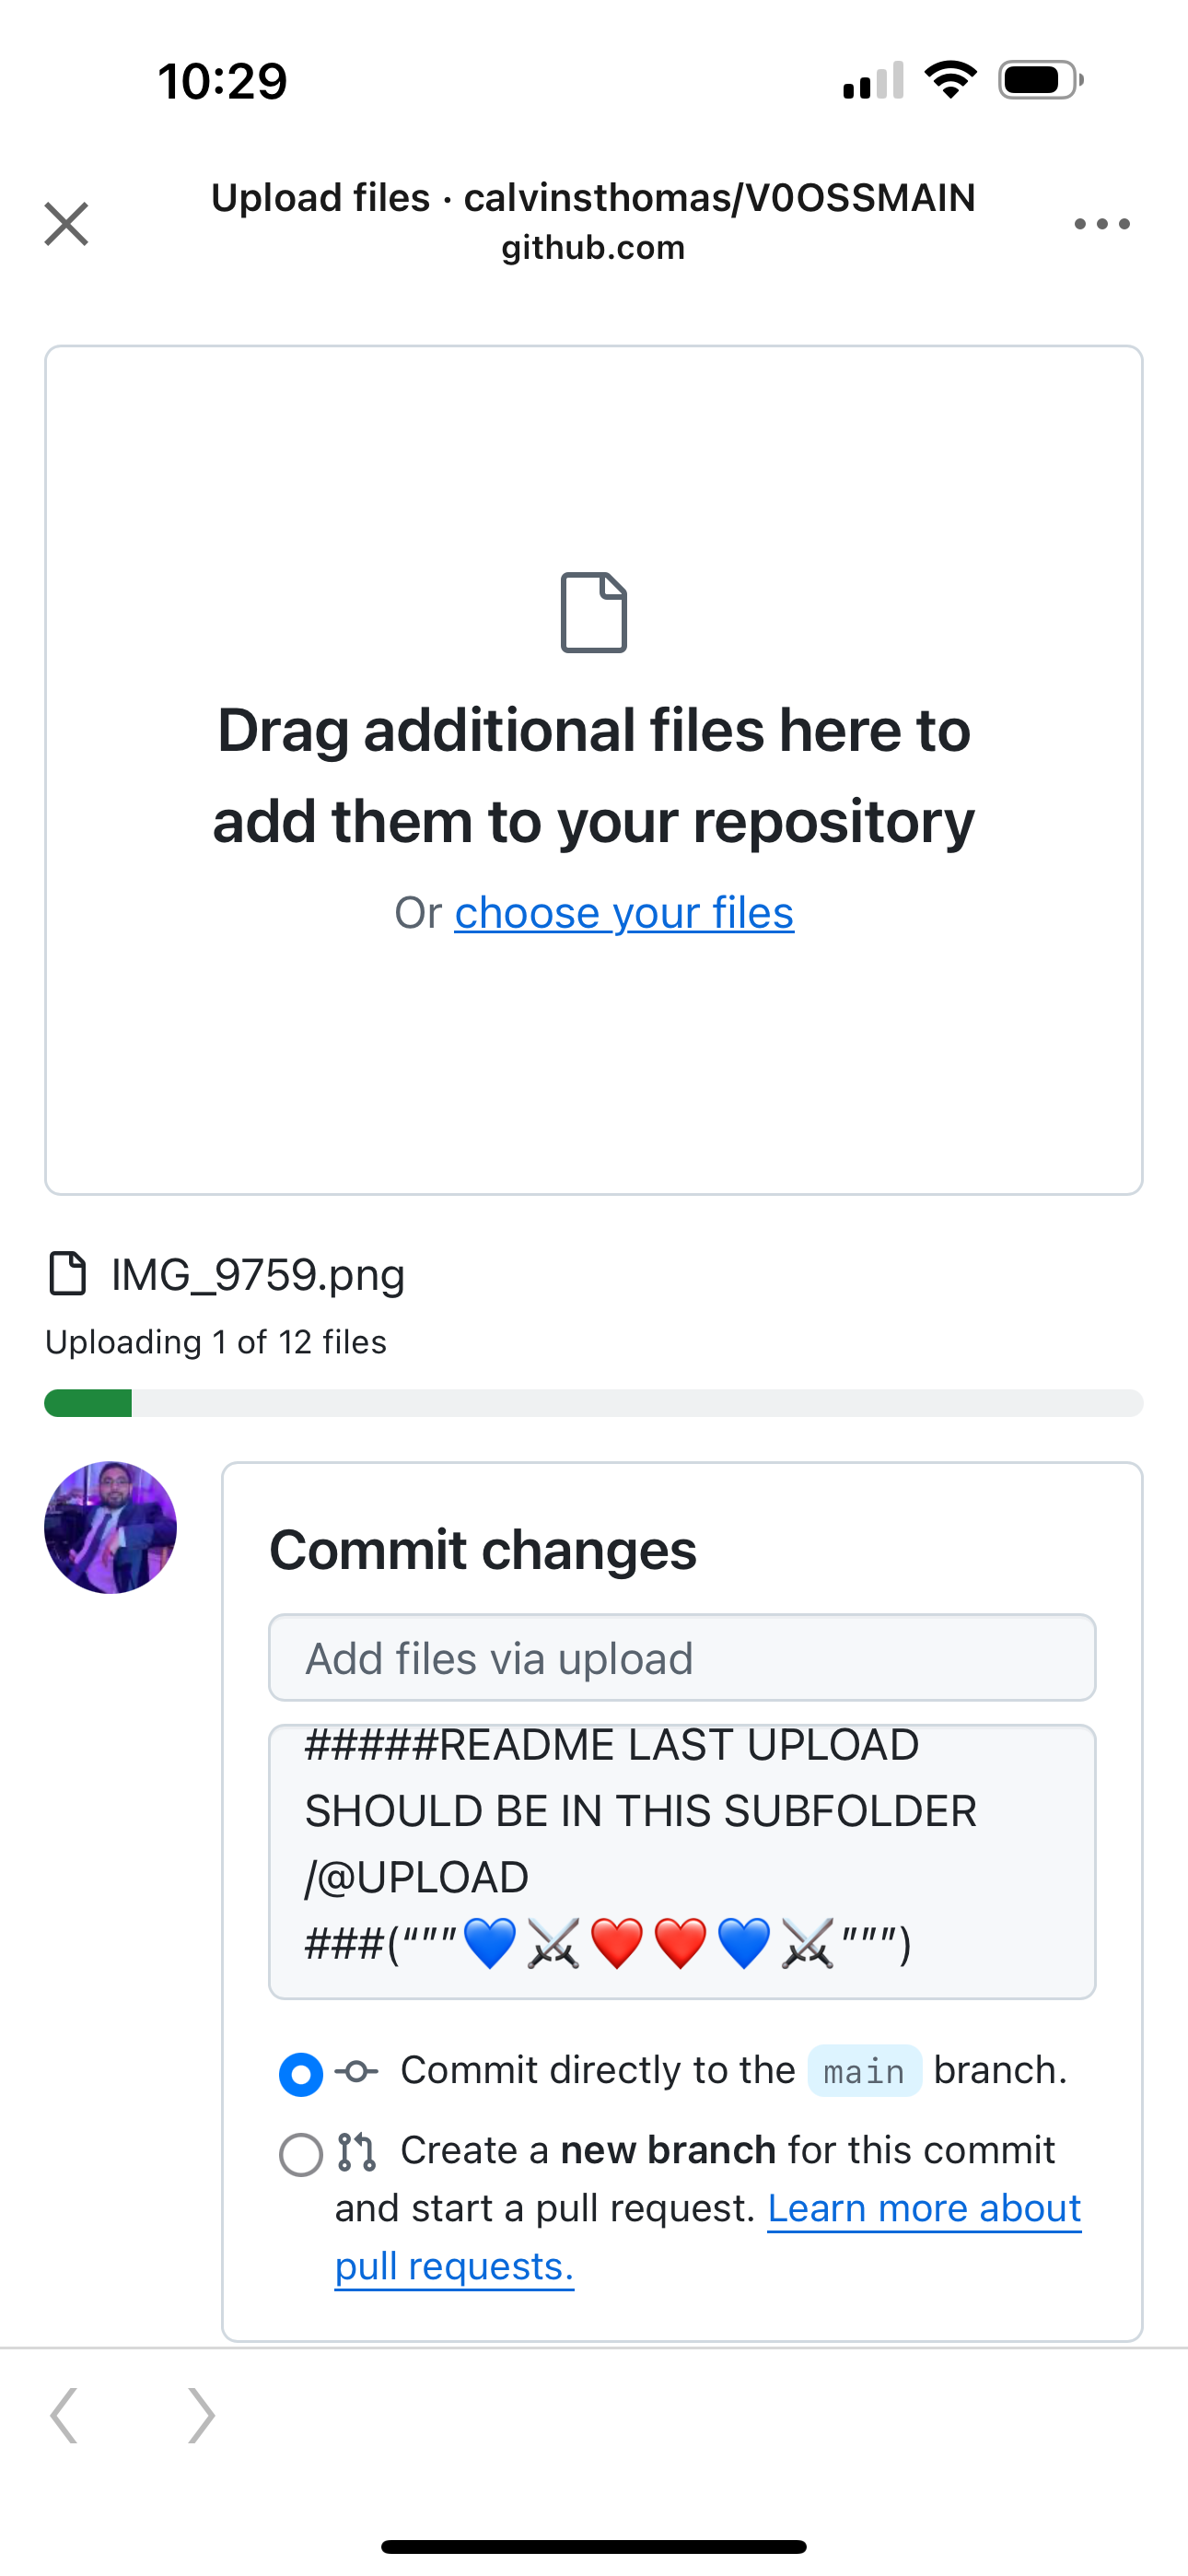 10:29
Upload files · calvinsthomas/V0OSSMAIN
github.com
Drag additional files here to
add them to your repository
Or choose your files
IMG_9759.png
Uploading 1 of 12 files
Commit changes
Add files via upload
#####README LAST UPLOAD
SHOULD BE IN THIS SUBFOLDER
/@UPLOAD
###(“””💙⚔️❤️❤️💙⚔️”””)
Commit directly to the main branch.
Create a new branch for this commit
and start a pull request. Learn more about
pull requests.